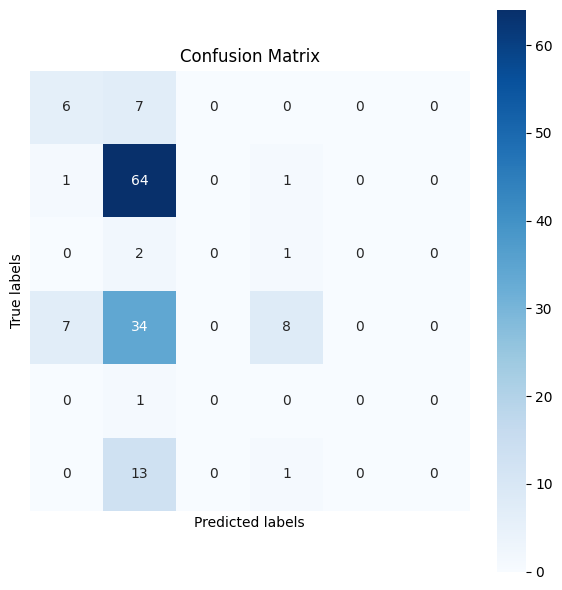 Confusion Matrix
6 7 0 0 0 0
1 64 0 1 0 0
0 2 0 1 0 0
7 34 0 8 0 0
0 1 0 0 0 0
0 13 0 1 0 0
True labels
Predicted labels
60
50
40
30
20
10
0